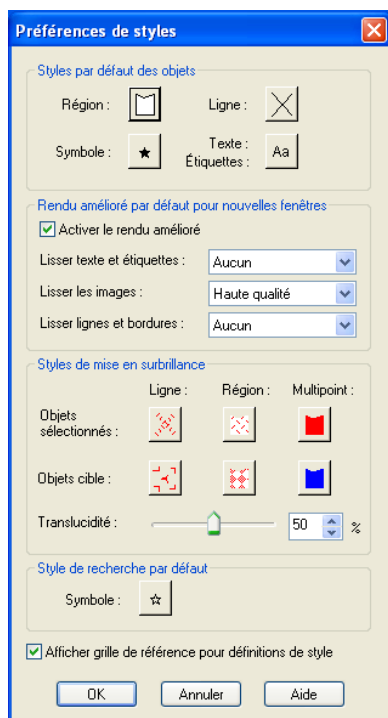 Préférences de styles
Styles par défaut des objets
Région :
Ligne :
Symbole :
Texte :
Étiquettes :
Aa
Rendu amélioré par défaut pour nouvelles fenêtres
Activer le rendu amélioré
Lisser texte et étiquettes :
Aucun
Lisser les images :
Haute qualité
Lisser lignes et bordures :
Aucun
Styles de mise en surbrillance
Ligne :
Région :
Multipoint :
Objets
sélectionnés :
Objets cible :
Translucidité :
50 %
Style de recherche par défaut
Symbole :
Afficher grille de référence pour définitions de style
OK
Annuler
Aide